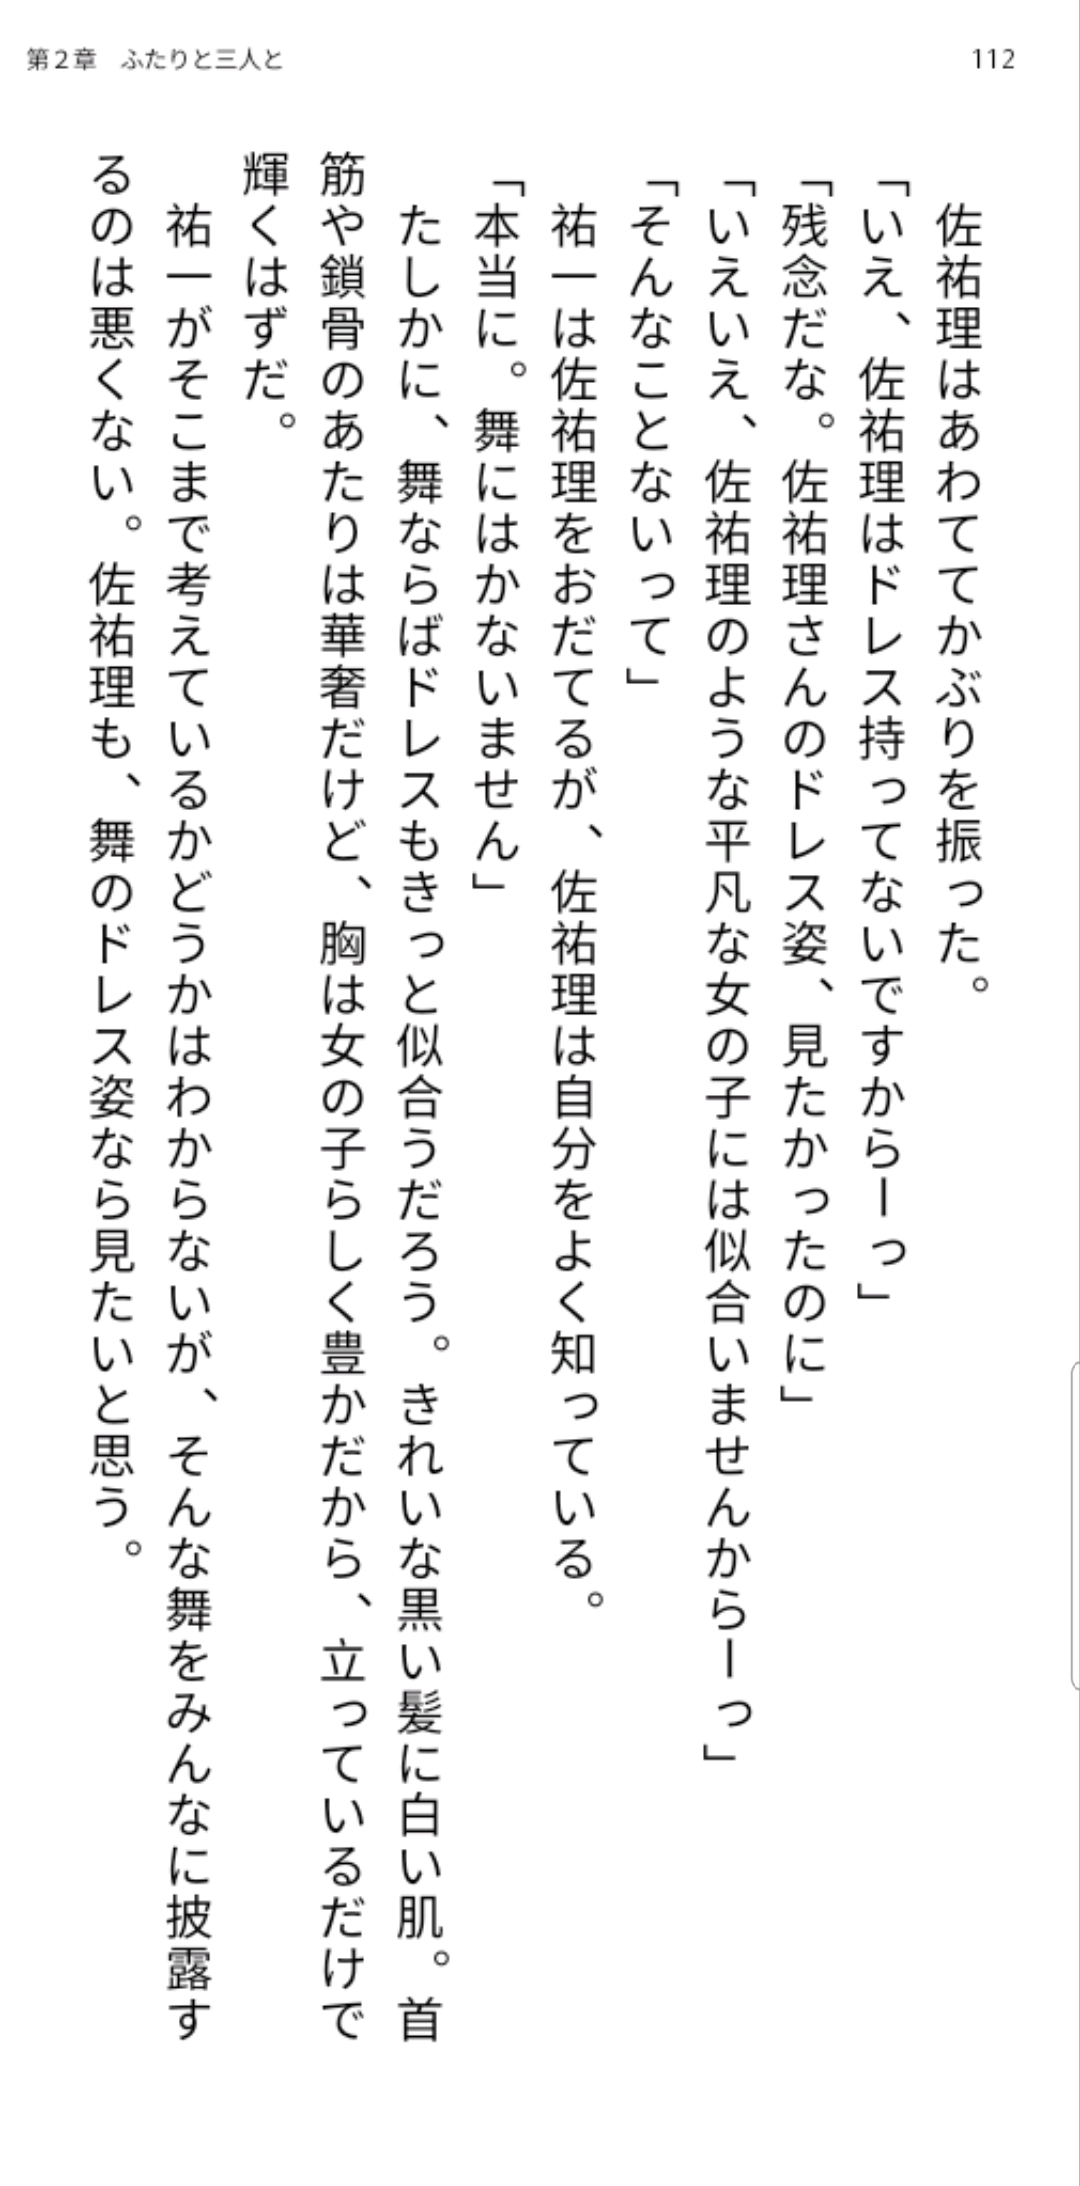 第2章　ふたりと三人と
112
　佐祐理はあわててかぶりを振った。
「いえ、佐祐理はドレス持ってないですからーっ」
「残念だな。佐祐理さんのドレス姿、見たかったのに」
「いえいえ、佐祐理のような平凡な女の子には似合いませんからーっ」
「そんなことないって」
　祐一は佐祐理をおだてるが、佐祐理は自分をよく知っている。
「本当に。舞にはかないません」
　たしかに、舞ならばドレスもきっと似合うだろう。きれいな黒い髪に白い肌。首
筋や鎖骨のあたりは華奢だけど、胸は女の子らしく豊かだから、立っているだけで
輝くはずだ。
　祐一がそこまで考えているかどうかはわからないが、そんな舞をみんなに披露す
るのは悪くない。佐祐理も、舞のドレス姿なら見たいと思う。